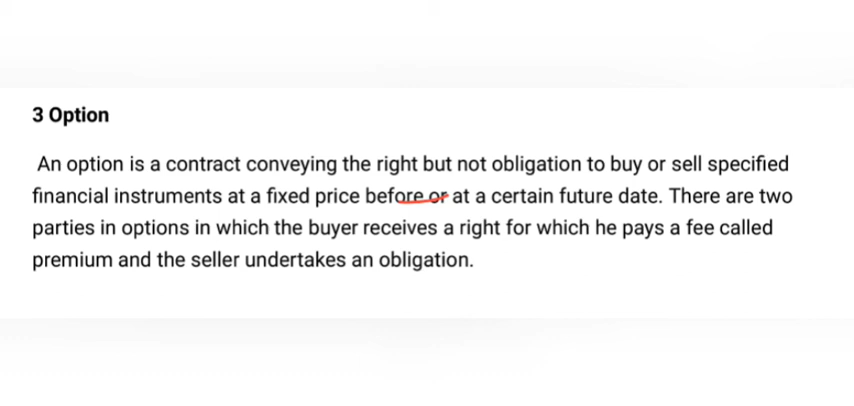 3 Option
An option is a contract conveying the right but not obligation to buy or sell specified
financial instruments at a fixed price before or at a certain future date. There are two
parties in options in which the buyer receives a right for which he pays a fee called
premium and the seller undertakes an obligation.